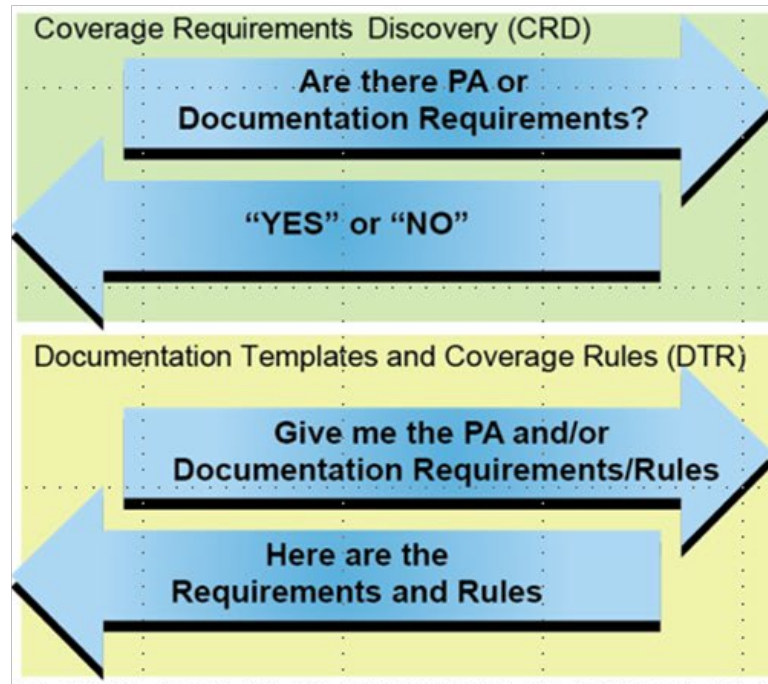 Coverage Requirements Discovery (CRD)
Are there PA or
Documentation Requirements?
“YES” or “NO”
Documentation Templates and Coverage Rules (DTR)
Give me the PA and/or
Documentation Requirements/Rules
Here are the
Requirements and Rules